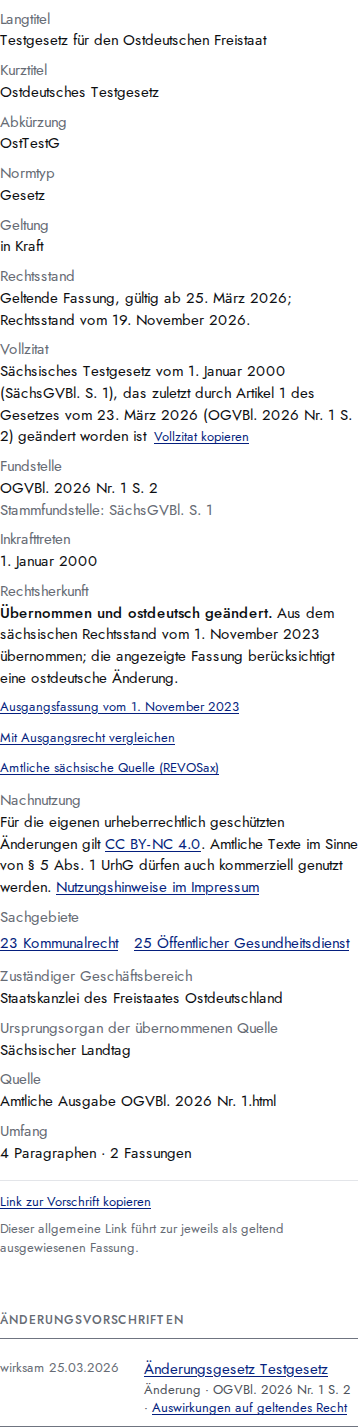 Langtitel
Testgesetz für den Ostdeutschen Freistaat
Kurztitel
Ostdeutsches Testgesetz
Abkürzung
OstTestG
Normtyp
Gesetz
Geltung
in Kraft
Rechtsstand
Geltende Fassung, gültig ab 25. März 2026;
Rechtsstand vom 19. November 2026.
Vollzitat
Sächsisches Testgesetz vom 1. Januar 2000
(SächsGVBl. S. 1), das zuletzt durch Artikel 1 des
Gesetzes vom 23. März 2026 (OGVBl. 2026 Nr. 1 S.
2) geändert worden ist Vollzitat kopieren
Fundstelle
OGVBl. 2026 Nr. 1 S. 2
Stammfundstelle: SächsGVBl. S. 1
Inkrafttreten
1. Januar 2000
Rechtsherkunft
Übernommen und ostdeutsch geändert. Aus dem
sächsischen Rechtsstand vom 1. November 2023
übernommen; die angezeigte Fassung berücksichtigt
eine ostdeutsche Änderung.
Ausgangsfassung vom 1. November 2023
Mit Ausgangsrecht vergleichen
Amtliche sächsische Quelle (REVOSax)
Nachnutzung
Für die eigenen urheberrechtlich geschützten
Änderungen gilt CC BY-NC 4.0. Amtliche Texte im Sinne
von § 5 Abs. 1 UrhG dürfen auch kommerziell genutzt
werden. Nutzungshinweise im Impressum
Sachgebiete
23 Kommunalrecht 25 Öffentlicher Gesundheitsdienst
Zuständiger Geschäftsbereich
Staatskanzlei des Freistaates Ostdeutschland
Ursprungsorgan der übernommenen Quelle
Sächsischer Landtag
Quelle
Amtliche Ausgabe OGVBl. 2026 Nr. 1.html
Umfang
4 Paragraphen · 2 Fassungen
Link zur Vorschrift kopieren
Dieser allgemeine Link führt zur jeweils als geltend
ausgewiesenen Fassung.
ÄNDERUNGSVORSCHRIFTEN
wirksam 25.03.2026 Änderungsgesetz Testgesetz
Änderung · OGVBl. 2026 Nr. 1 S. 2
· Auswirkungen auf geltendes Recht